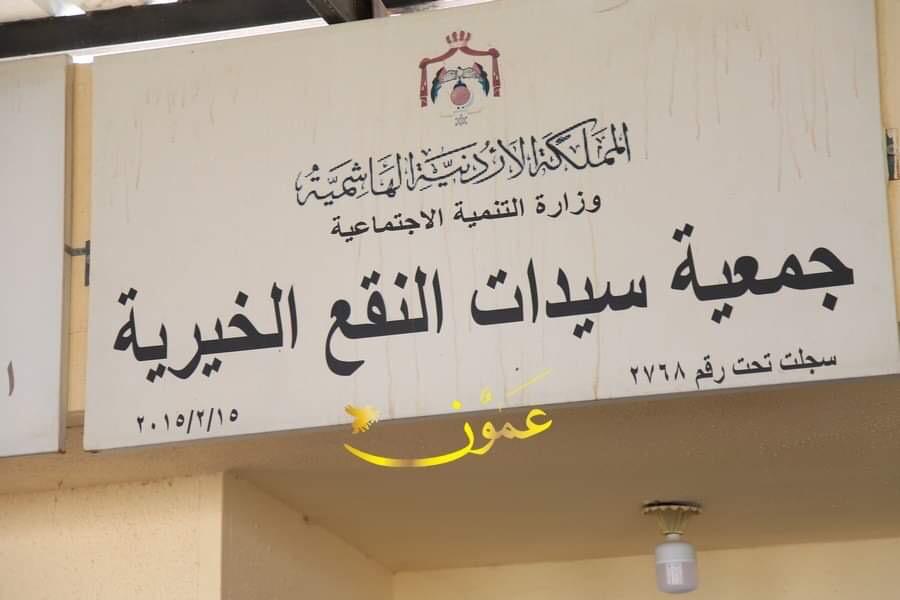 المملكة الأردنية الهاشمية
وزارة التنمية الاجتماعية
جمعية سيدات النقع الخيرية
سجلت تحت رقم ٢٧٦٨
٢٠١٥/٢/١٥
عمون